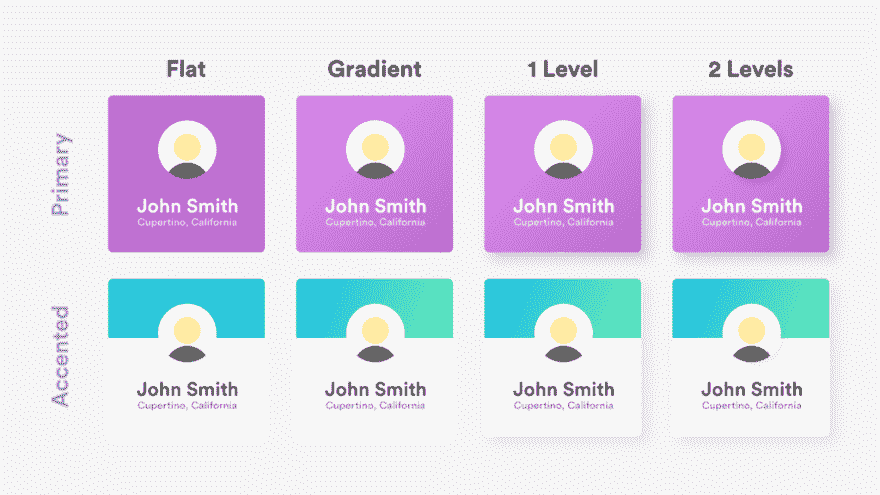 Flat Gradient 1 Level 2 Levels
Primary
John Smith John Smith John Smith John Smith
Cupertino, California Cupertino, California Cupertino, California Cupertino, California
Accented
John Smith John Smith John Smith John Smith
Cupertino, California Cupertino, California Cupertino, California Cupertino, California